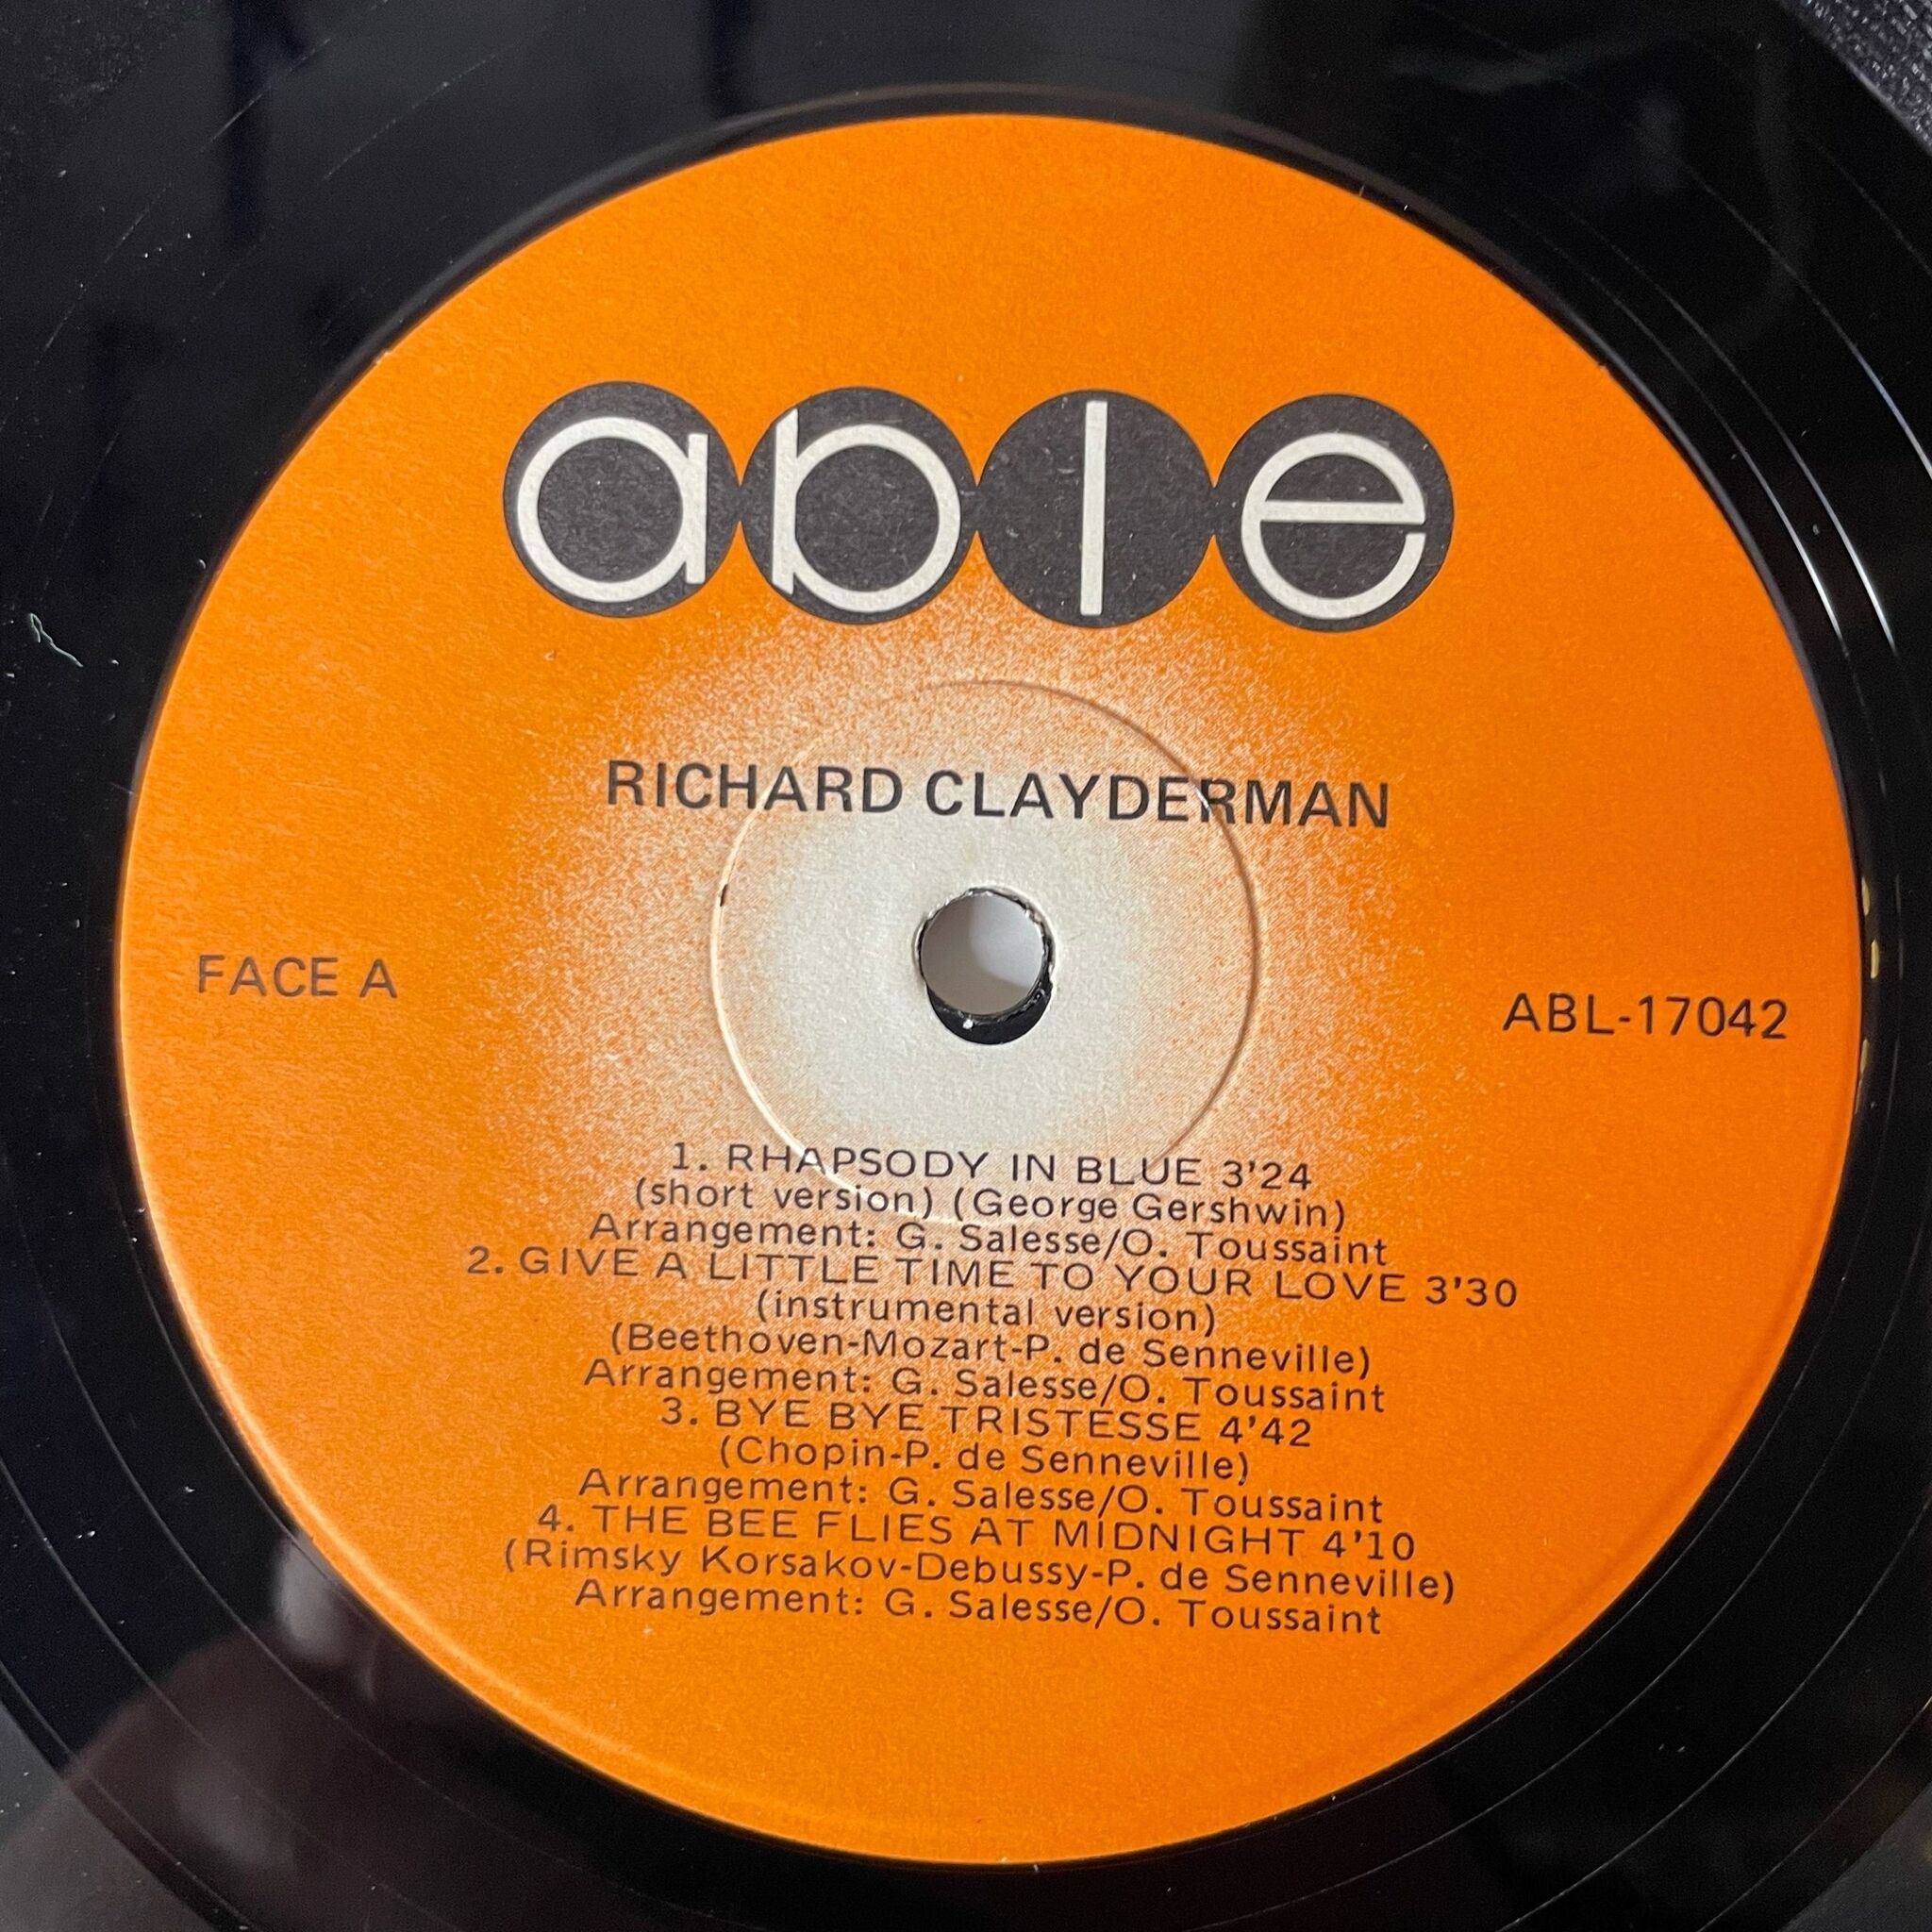 able
RICHARD CLAYDERMAN
FACE A
ABL-17042
1. RHAPSODY IN BLUE 3'24
(short version) (George Gershwin)
Arrangement: G. Salesse/O. Toussaint
2. GIVE A LITTLE TIME TO YOUR LOVE 3'30
(instrumental version)
(Beethoven-Mozart-P. de Senneville)
Arrangement: G. Salesse/O. Toussaint
3. BYE BYE TRISTESSE 4'42
(Chopin-P. de Senneville)
Arrangement: G. Salesse/O. Toussaint
4. THE BEE FLIES AT MIDNIGHT 4'10
(Rimsky Korsakov-Debussy-P. de Senneville)
Arrangement: G. Salesse/O. Toussaint